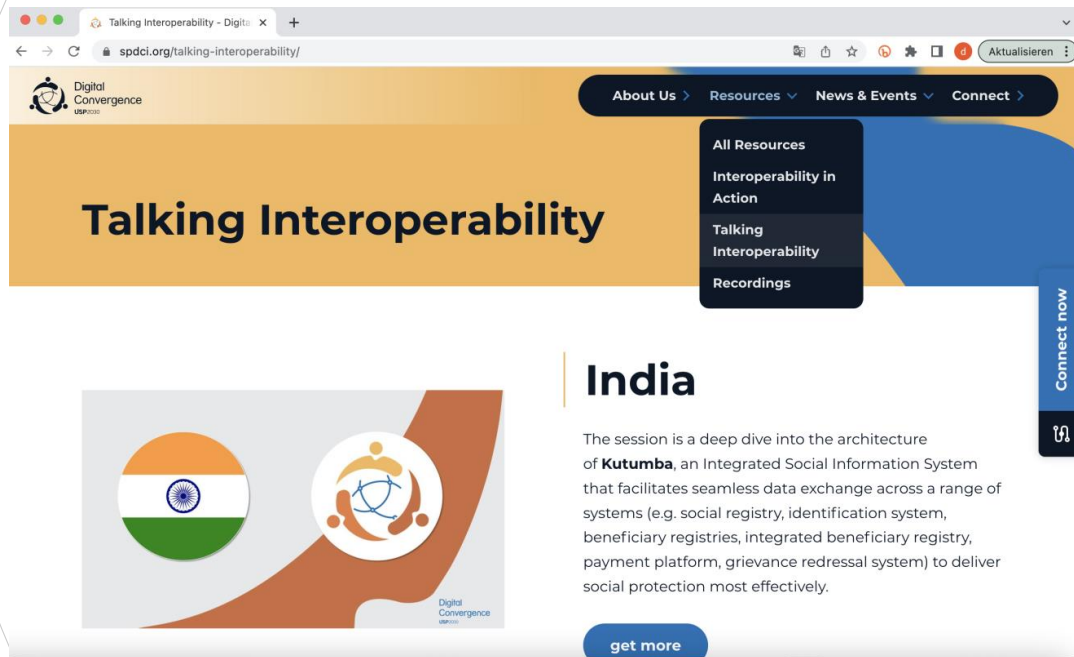 Talking Interoperability - Digita
spdci.org/talking-interoperability/
d
Aktualisieren
Digital
Convergence
USP2030
About Us
Resources
News & Events
Connect
All Resources
Interoperability in
Action
Talking
Interoperability
Recordings
Talking Interoperability
Connect now
India
The session is a deep dive into the architecture
of Kutumba, an Integrated Social Information System
that facilitates seamless data exchange across a range of
systems (e.g. social registry, identification system,
beneficiary registries, integrated beneficiary registry,
payment platform, grievance redressal system) to deliver
social protection most effectively.
Digital
Convergence
USP2030
get more